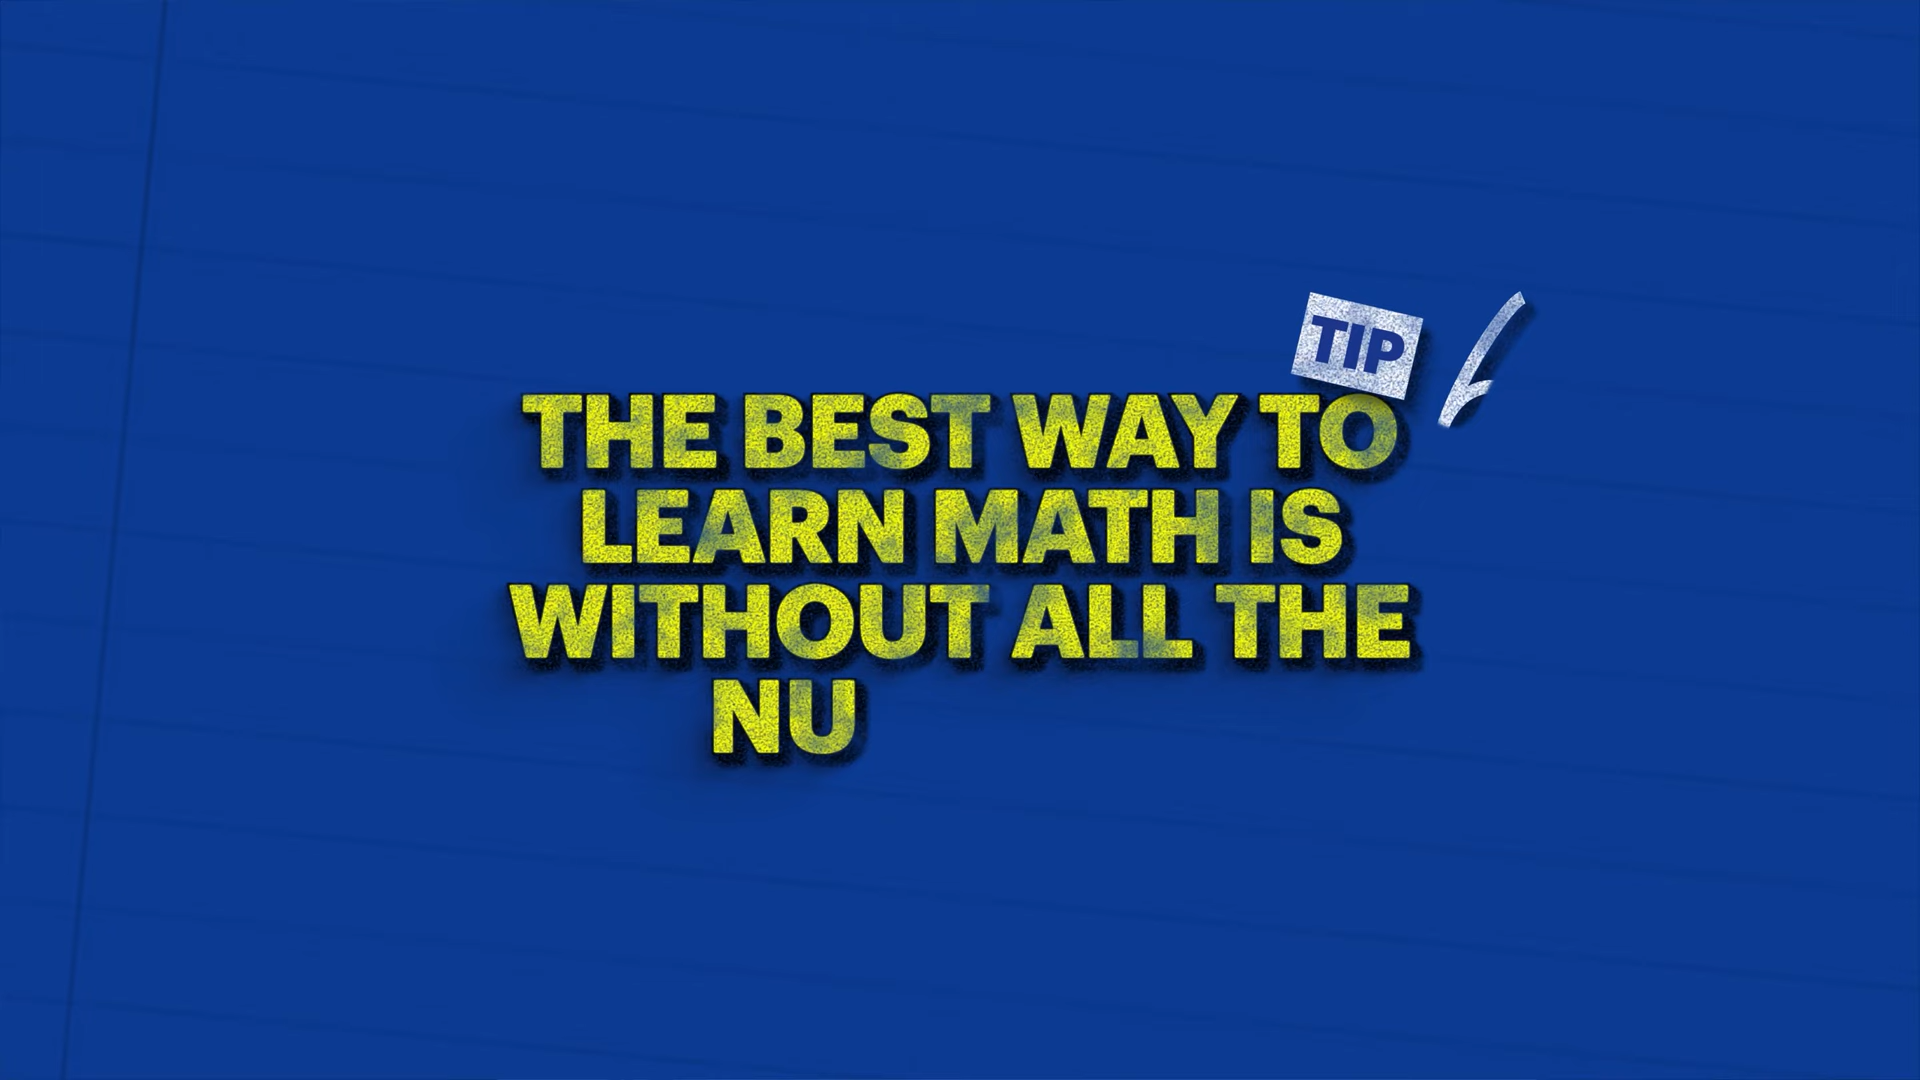 TIP
THE BEST WAY TO
LEARN MATH IS
WITHOUT ALL THE
NU